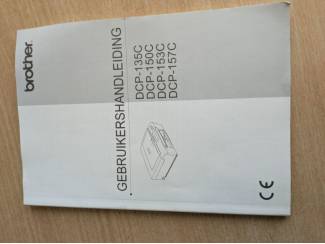 brother
GEBRUIKERSHANDLEIDING
DCP-135C
DCP-150C
DCP-153C
DCP-157C
CE